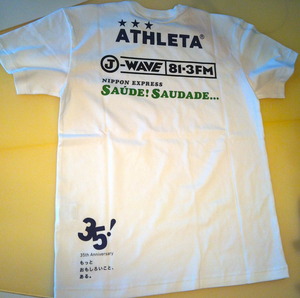 ATHLETA®
J-WAVE 81.3FM
NIPPON EXPRESS
SAÚDE! SAUDADE...
35!
35th Anniversary
もっと
おもしろいこと、
ある。